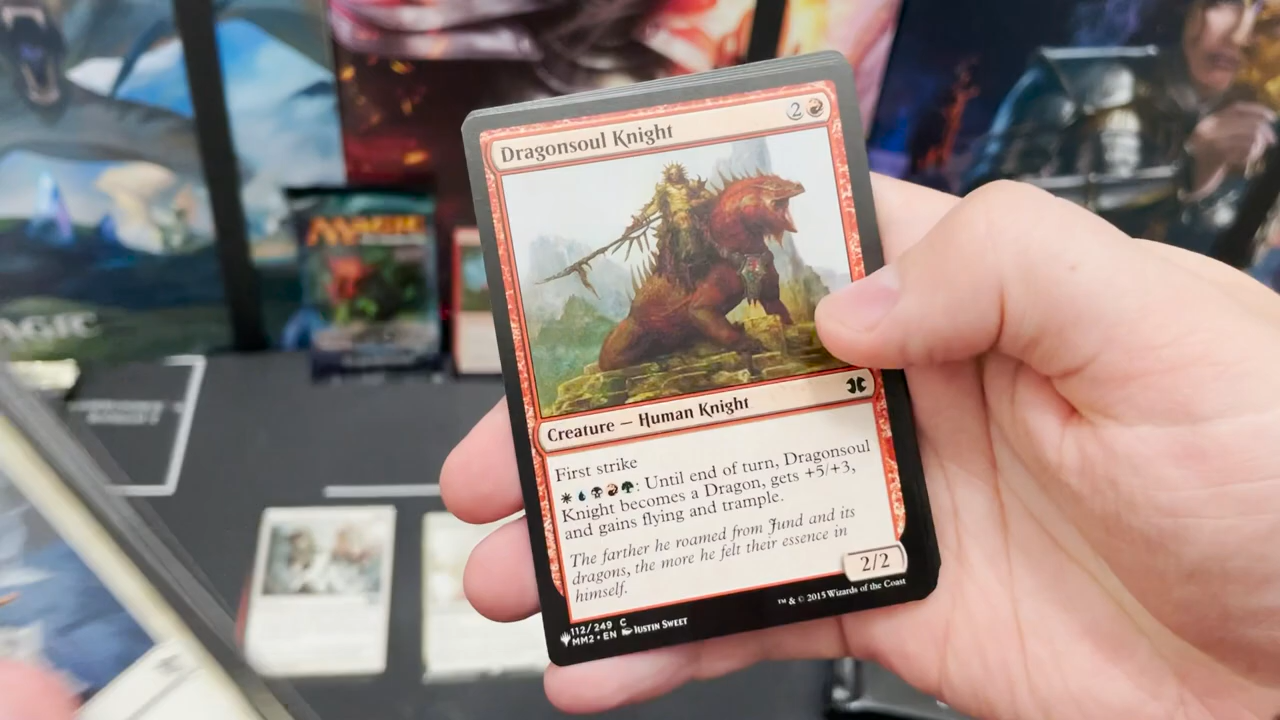 Dragonsoul Knight
2
MAGIC
AGIC
Creature — Human Knight
First strike
: Until end of turn, Dragonsoul
Knight becomes a Dragon, gets +5/+3,
and gains flying and trample.
The farther he roamed from Jund and its
dragons, the more he felt their essence in
himself.
2/2
™ & © 2015 Wizards of the Coast
112/249 C
MM2 • EN Justin Sweet